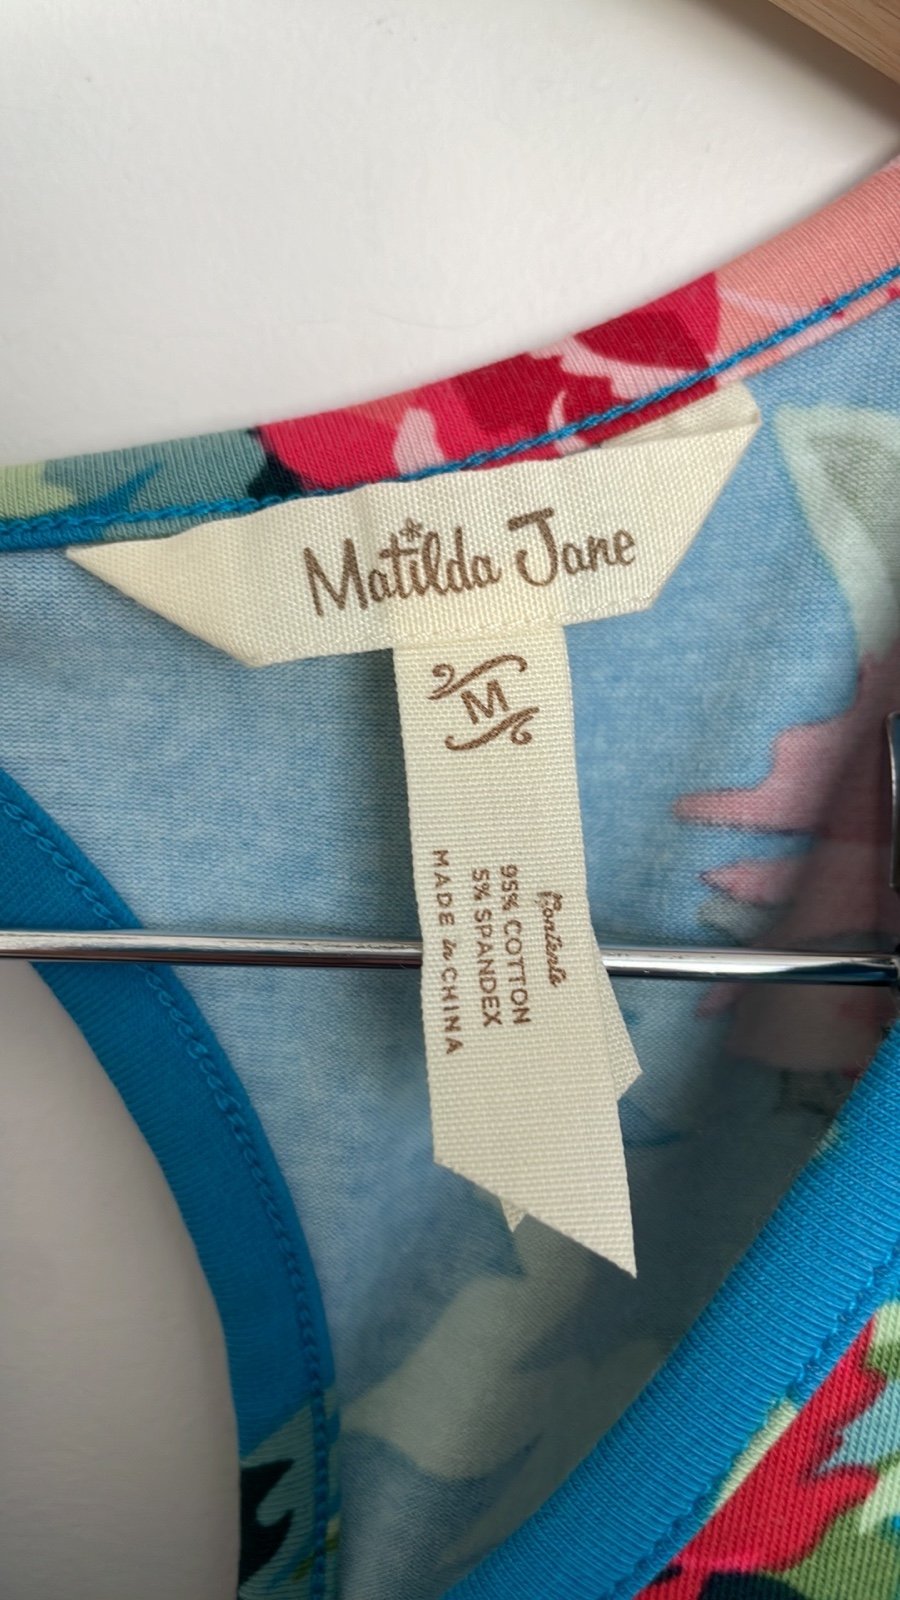 Matilda Jane
M
Contents
95% COTTON
5% SPANDEX
MADE in CHINA